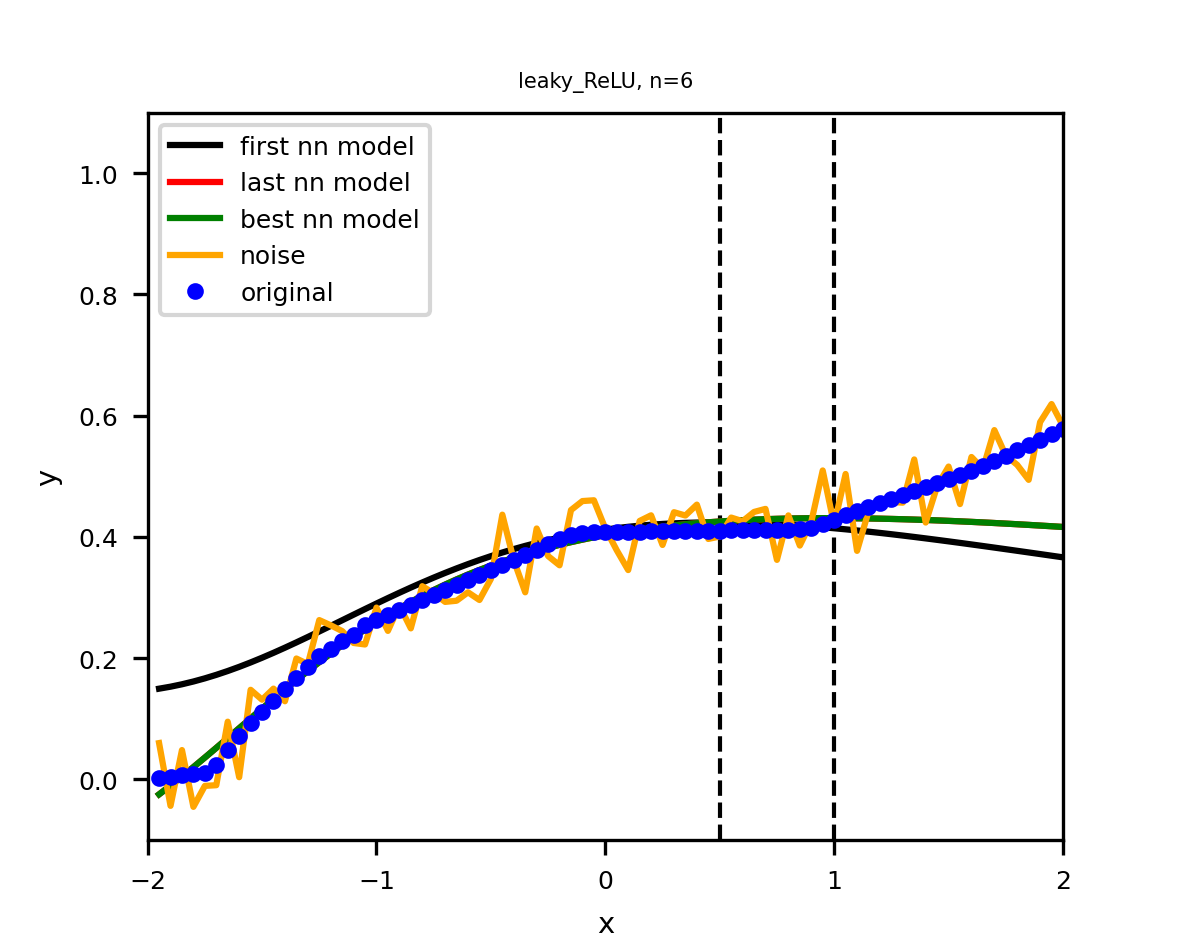 leaky_ReLU, n=6
first nn model
last nn model
best nn model
noise
original
1.0
0.8
0.6
0.4
0.2
0.0
y
−2
−1
0
1
2
x